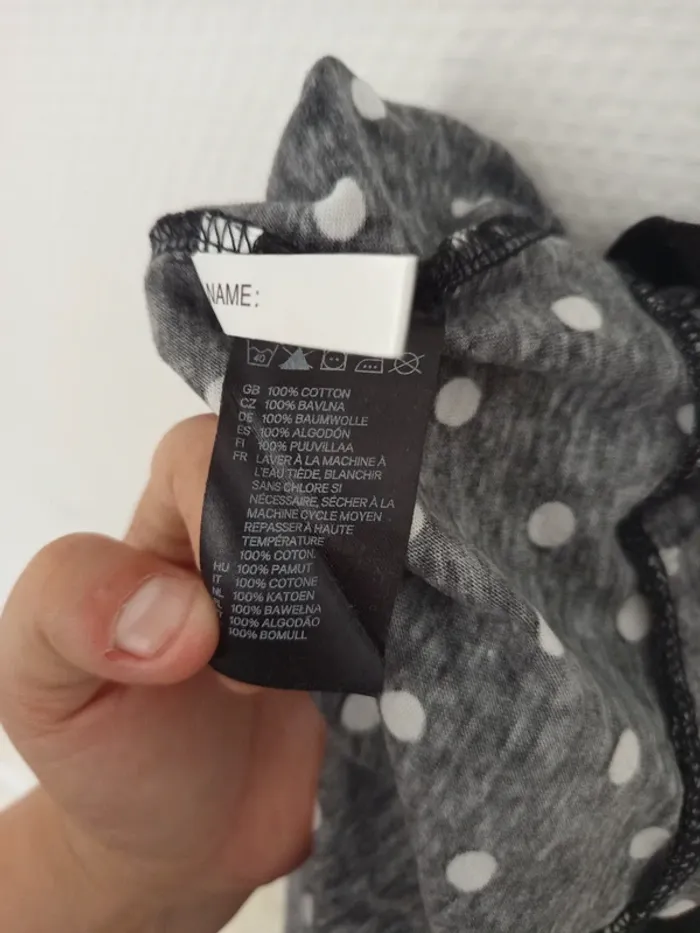 NAME:
40
GB 100% COTTON
CZ 100% BAVLNA
DE 100% BAUMWOLLE
ES 100% ALGODÓN
FI 100% PUUVILLAA
FR LAVER À LA MACHINE À
L'EAU TIÈDE, BLANCHIR
SANS CHLORE SI
NÉCESSAIRE, SÉCHER À LA
MACHINE CYCLE MOYEN
REPASSER À HAUTE
TEMPÉRATURE
100% COTON.
HU 100% PAMUT
IT 100% COTONE
NL 100% KATOEN
100% BAWEŁNA
100% ALGODÃO
100% BOMULL